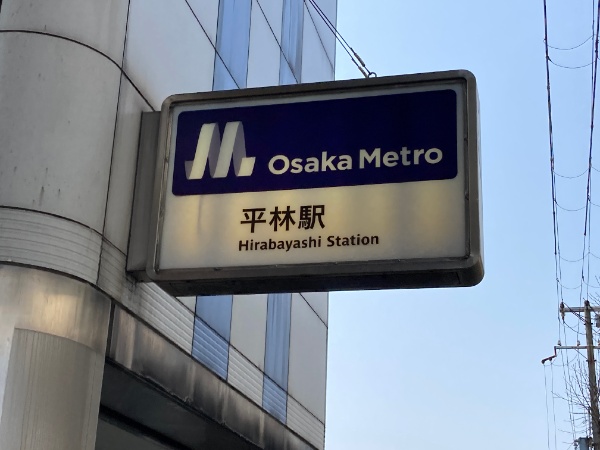 Osaka Metro
平林駅
Hirabayashi Station